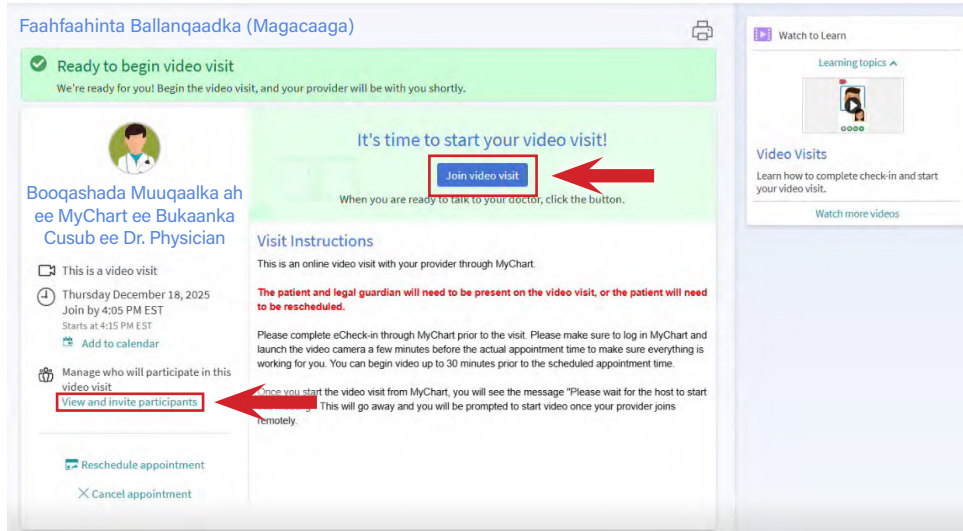 Faahfaahinta Ballanqaadka (Magacaaga)
Ready to begin video visit
We're ready for you! Begin the video visit, and your provider will be with you shortly.
Booqashada Muuqaalka ah
ee MyChart ee Bukaanka
Cusub ee Dr. Physician
This is a video visit
Thursday December 18, 2025
Join by 4:05 PM EST
Starts at 4:15 PM EST
Add to calendar
Manage who will participate in this
video visit
View and invite participants
Reschedule appointment
Cancel appointment
It's time to start your video visit!
Join video visit
When you are ready to talk to your doctor, click the button.
Visit Instructions
This is an online video visit with your provider through MyChart.
The patient and legal guardian will need to be present on the video visit, or the patient will need
to be rescheduled.
Please complete eCheck-in through MyChart prior to the visit. Please make sure to log in MyChart and
launch the video camera a few minutes before the actual appointment time to make sure everything is
working for you. You can begin video up to 30 minutes prior to the scheduled appointment time.
Once you start the video visit from MyChart, you will see the message "Please wait for the host to start
This will go away and you will be prompted to start video once your provider joins
remotely.
Watch to Learn
Learning topics
Video Visits
Learn how to complete check-in and start
your video visit.
Watch more videos